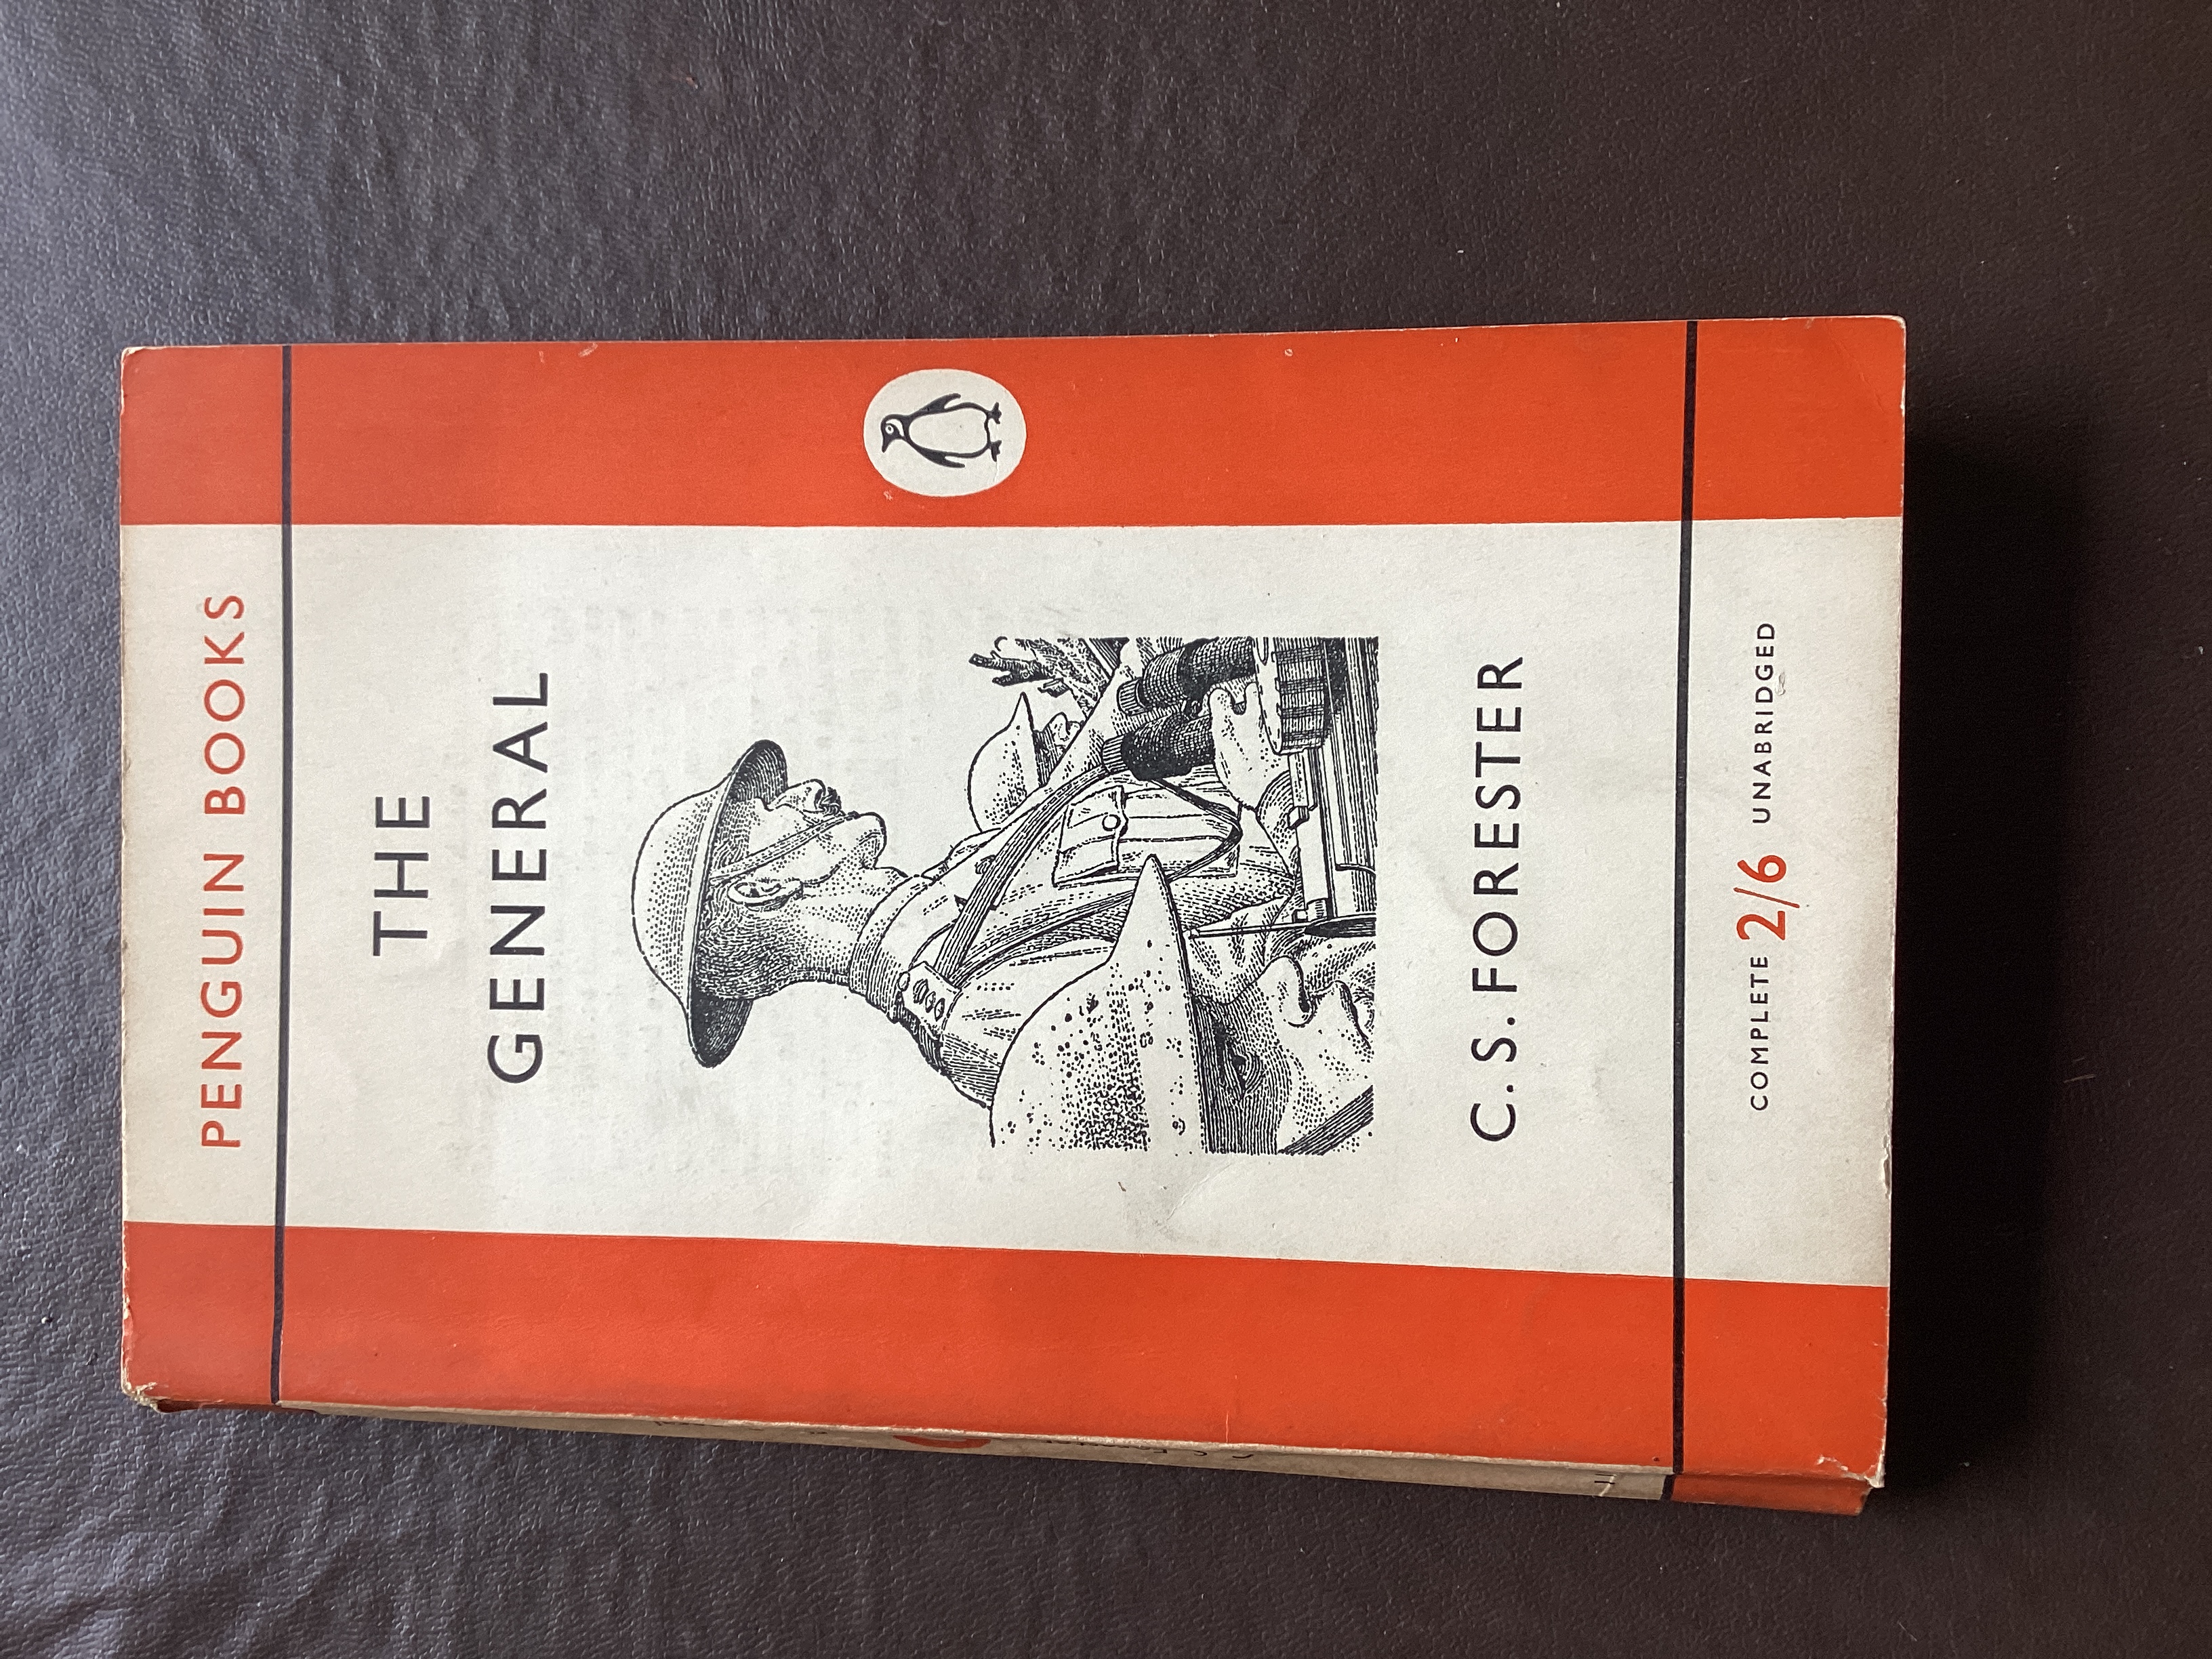 PENGUIN BOOKS
THE
GENERAL
C. S. FORESTER
COMPLETE 2/6 UNABRIDGED